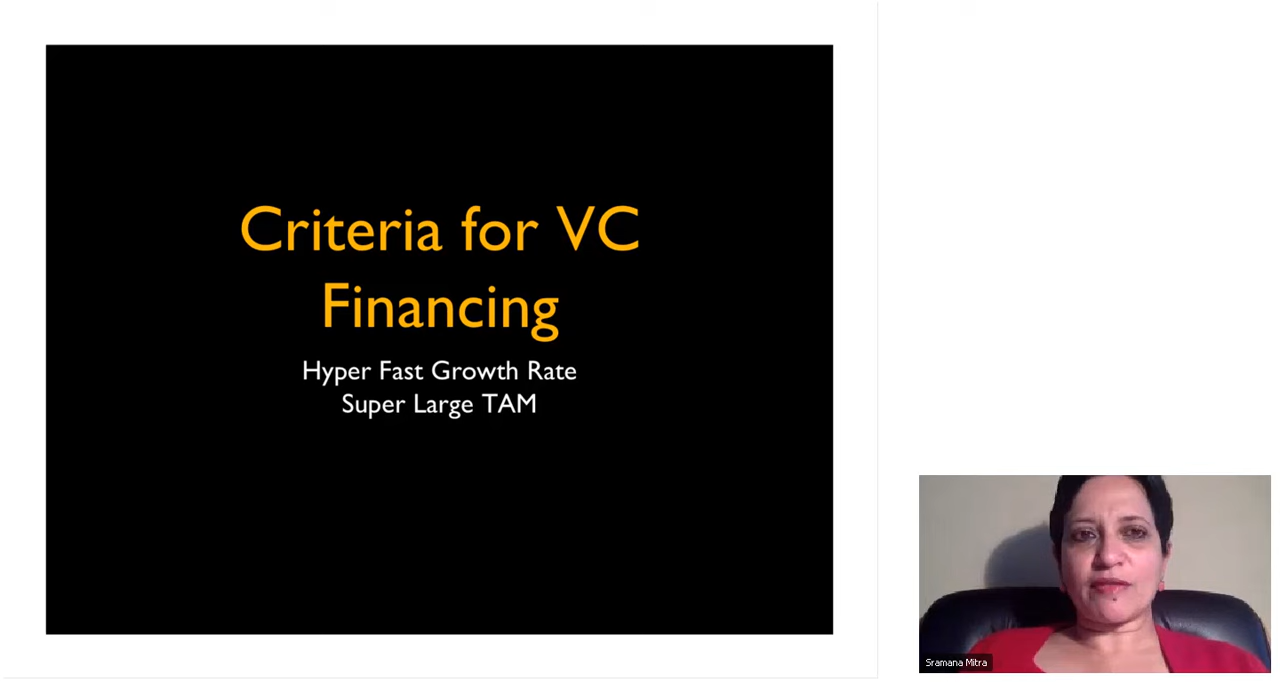 Criteria for VC
Financing
Hyper Fast Growth Rate
Super Large TAM
Sramana Mitra